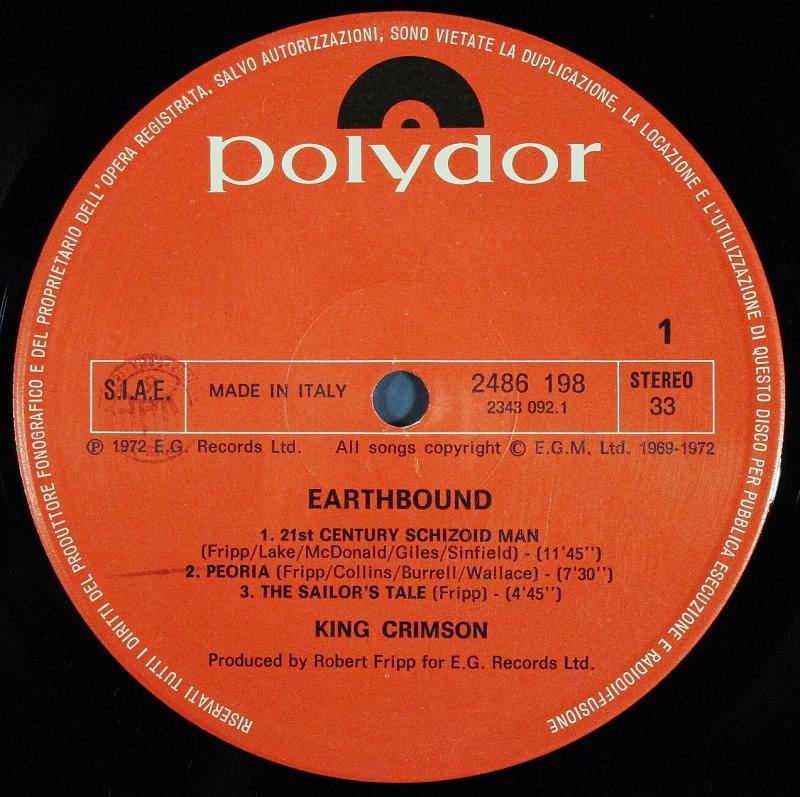 RISERVATI TUTTI I DIRITTI DEL PRODUTTORE FONOGRAFICO E DEL PROPRIETARIO DELL'OPERA REGISTRATA. SALVO AUTORIZZAZIONI, SONO VIETATE LA DUPLICAZIONE, LA LOCAZIONE E L'UTILIZZAZIONE DI QUESTO DISCO PER PUBBLICA ESECUZIONE E RADIODIFFUSIONE
polydor
1
S.I.A.E. MADE IN ITALY 2486 198 STEREO
2343 092.1 33
℗ 1972 E.G. Records Ltd. All songs copyright © E.G.M. Ltd. 1969-1972
EARTHBOUND
1. 21st CENTURY SCHIZOID MAN
(Fripp/Lake/McDonald/Giles/Sinfield) - (11'45'')
2. PEORIA (Fripp/Collins/Burrell/Wallace) - (7'30'')
3. THE SAILOR'S TALE (Fripp) - (4'45'')
KING CRIMSON
Produced by Robert Fripp for E.G. Records Ltd.